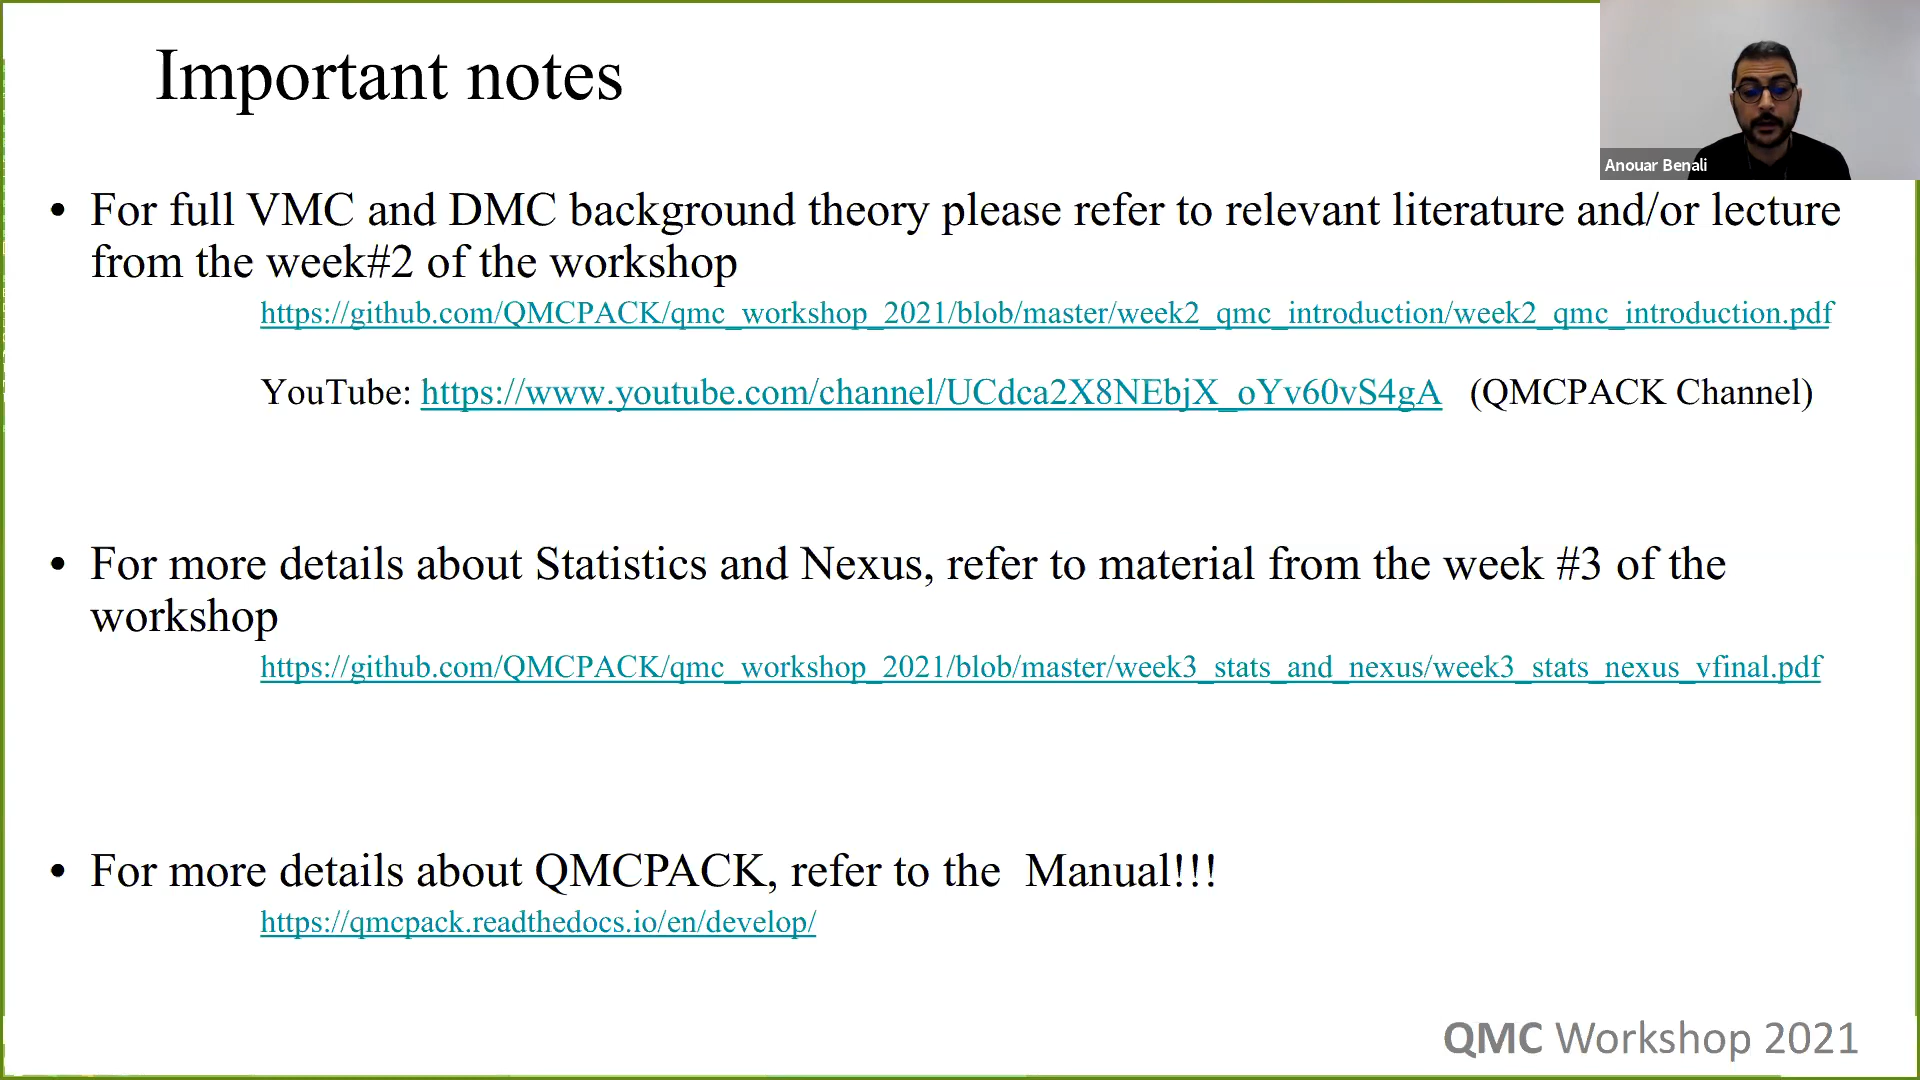 Important notes
Anouar Benali
• For full VMC and DMC background theory please refer to relevant literature and/or lecture
from the week#2 of the workshop
https://github.com/QMCPACK/qmc_workshop_2021/blob/master/week2_qmc_introduction/week2_qmc_introduction.pdf
YouTube: https://www.youtube.com/channel/UCdca2X8NEbjX_oYv60vS4gA (QMCPACK Channel)
• For more details about Statistics and Nexus, refer to material from the week #3 of the
workshop
https://github.com/QMCPACK/qmc_workshop_2021/blob/master/week3_stats_and_nexus/week3_stats_nexus_vfinal.pdf
• For more details about QMCPACK, refer to the Manual!!!
https://qmcpack.readthedocs.io/en/develop/
QMC Workshop 2021